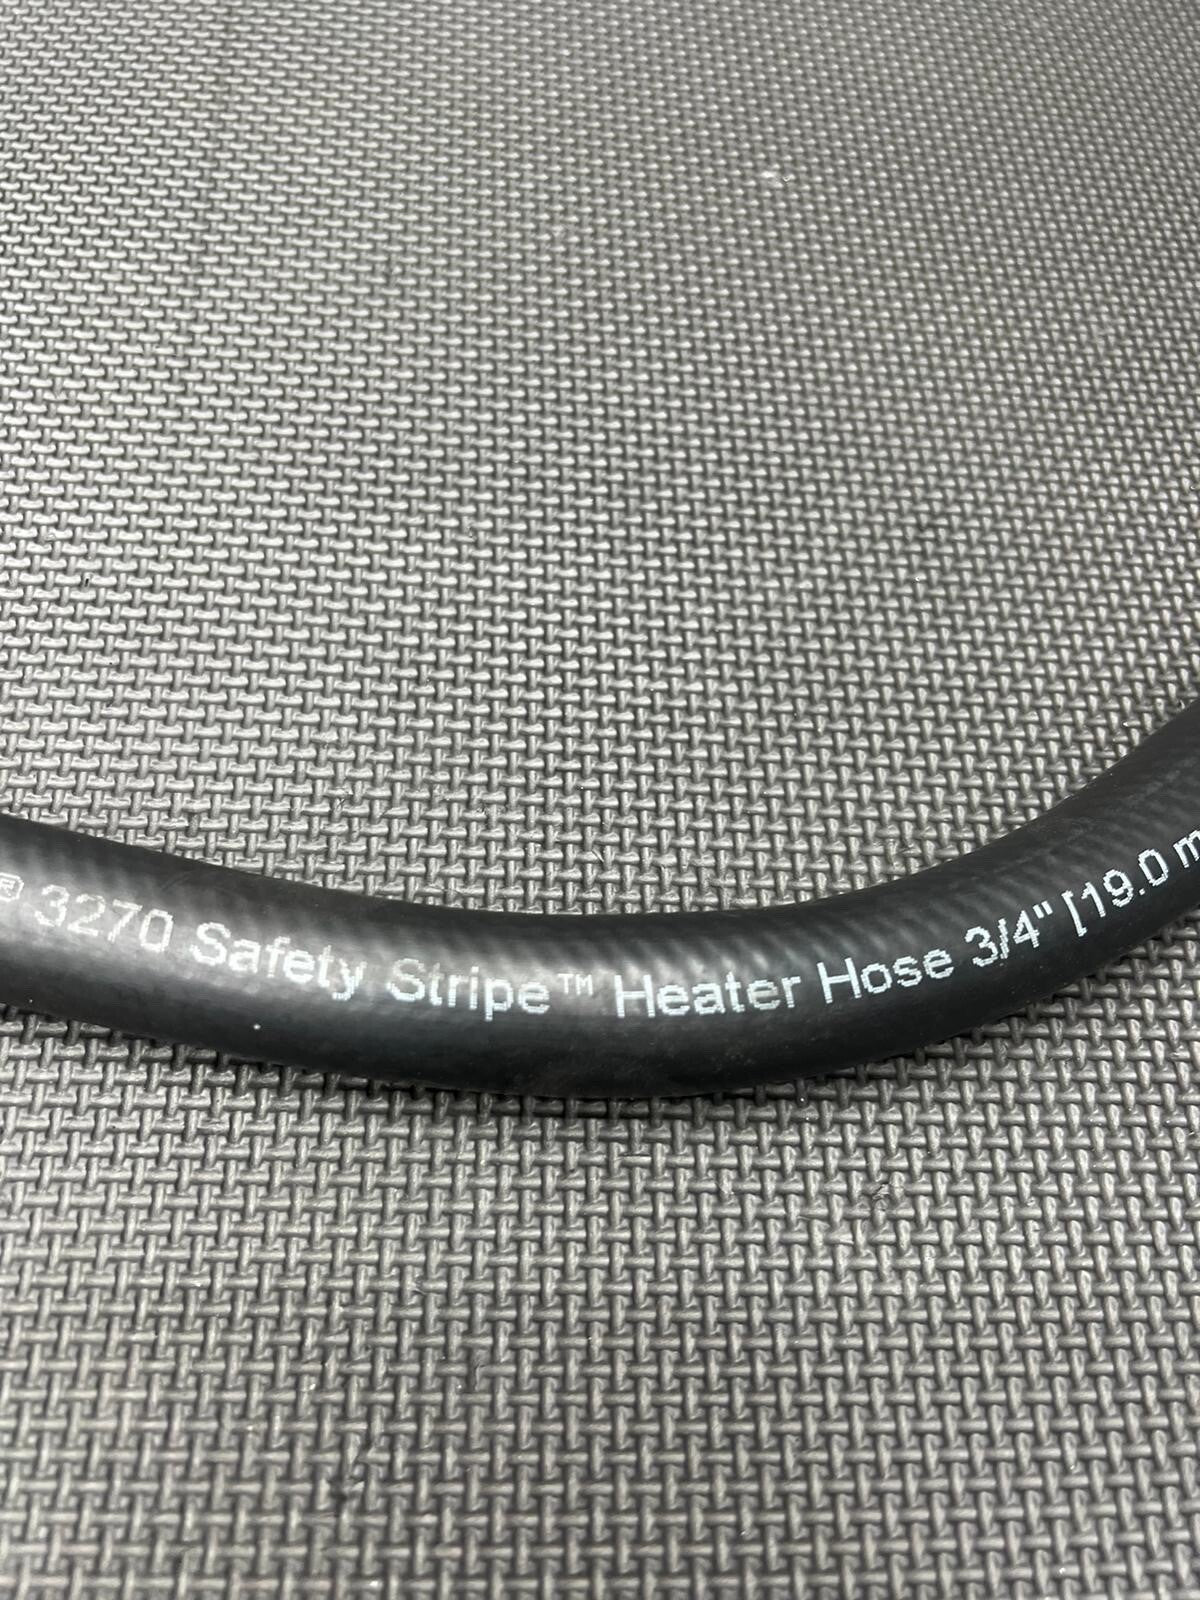 ® 3270 Safety Stripe™ Heater Hose 3/4" [19.0 m